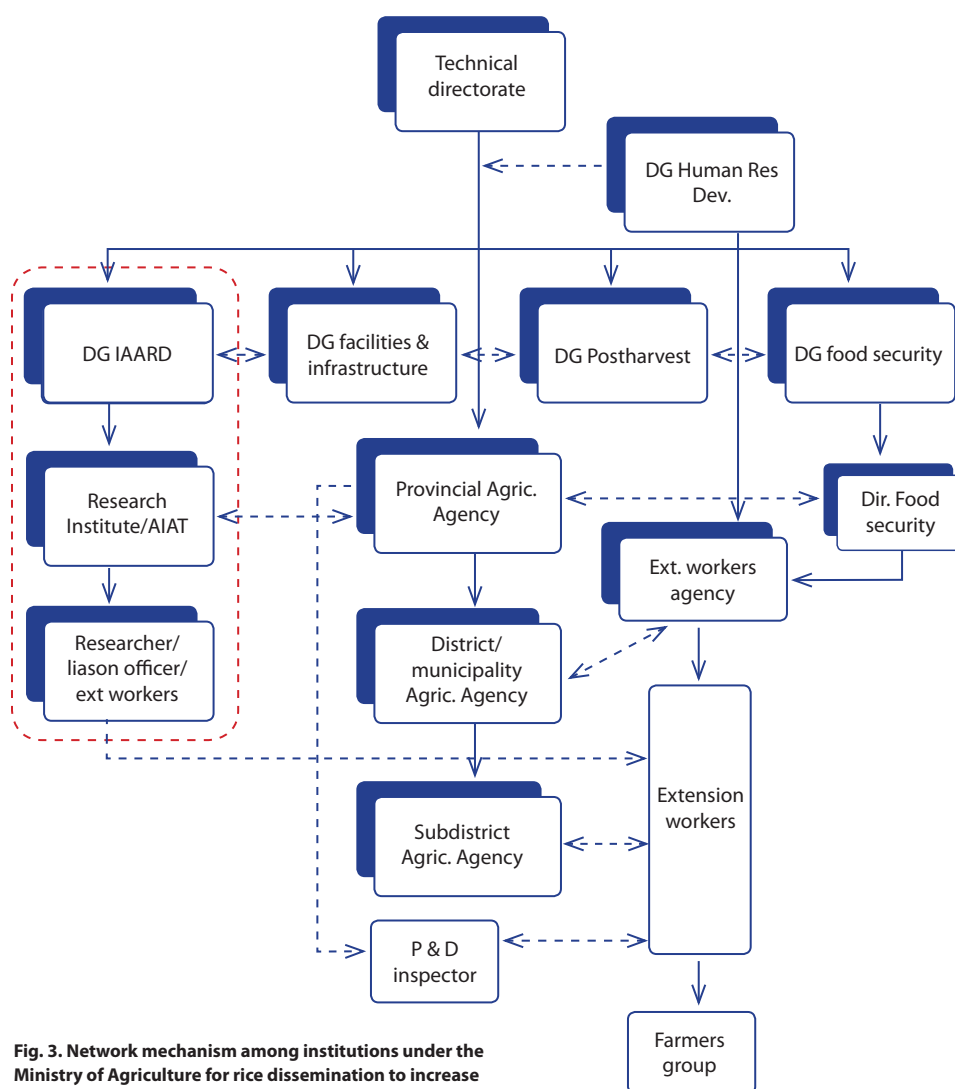 Technical
directorate
DG Human Res
Dev.
DG IAARD
DG facilities &
infrastructure
DG Postharvest
DG food security
Research
Institute/AIAT
Provincial Agric.
Agency
Dir. Food
security
Ext. workers
agency
Researcher/
liason officer/
ext workers
District/
municipality
Agric. Agency
Extension
workers
Subdistrict
Agric. Agency
P & D
inspector
Farmers
group
Fig. 3. Network mechanism among institutions under the
Ministry of Agriculture for rice dissemination to increase